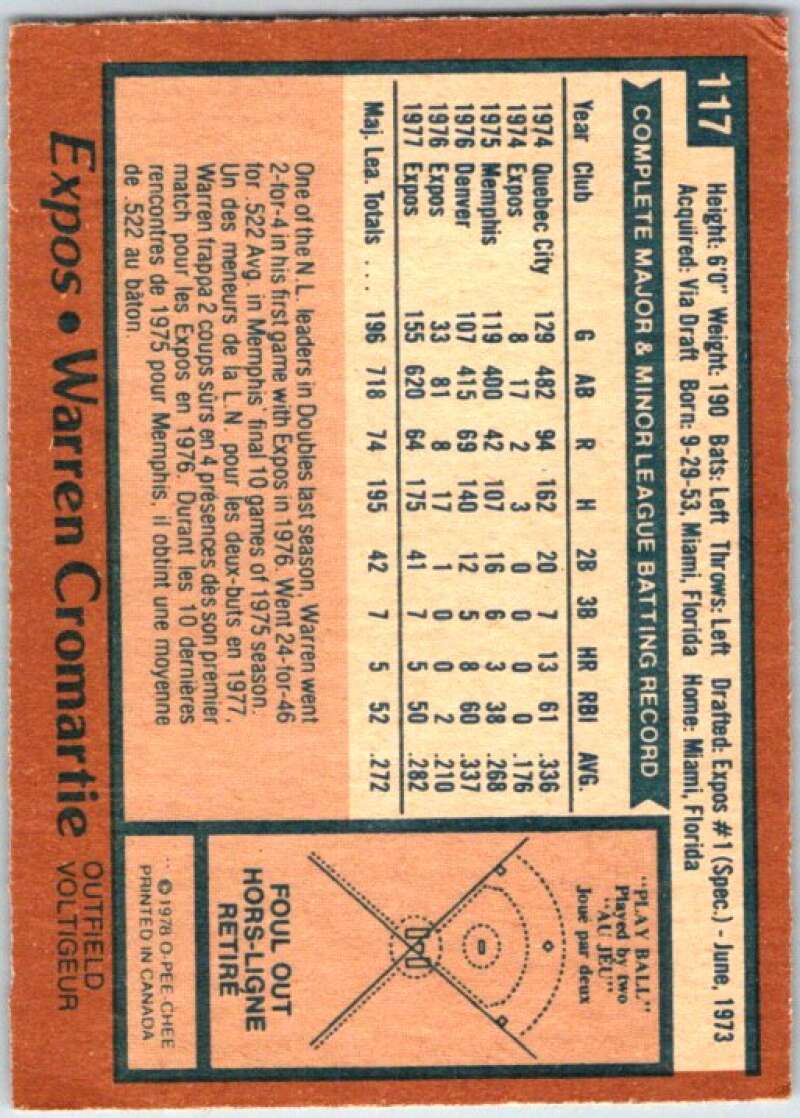 117
Height: 6'0" Weight: 190 Bats: Left Throws: Left Drafted: Expos #1 (Spec.) - June, 1973
Acquired: Via Draft Born: 9-29-53, Miami, Florida Home: Miami, Florida
COMPLETE MAJOR & MINOR LEAGUE BATTING RECORD
Year Club G AB R H 2B 3B HR RBI AVG.
1974 Quebec City 129 482 94 162 20 7 13 61 .336
1974 Expos 8 17 2 3 0 0 0 0 .176
1975 Memphis 119 400 42 107 16 6 3 38 .268
1976 Denver 107 415 69 140 12 5 8 60 .337
1976 Expos 33 81 8 17 1 0 0 2 .210
1977 Expos 155 620 64 175 41 7 5 50 .282
Maj. Lea. Totals .... 196 718 74 195 42 7 5 52 .272
One of the N.L. leaders in Doubles last season, Warren went
2-for-4 in his first game with Expos in 1976. Went 24-for-46
for .522 Avg. in Memphis' final 10 games of 1975 season.
Un des meneurs de la L.N. pour les deux-buts en 1977,
Warren frappa 2 coups sûrs en 4 présences dès son premier
match pour les Expos en 1976. Durant les 10 dernières
rencontres de 1975 pour Memphis, il obtint une moyenne
de .522 au bâton.
"PLAY BALL"
Played by two
"AU JEU"
Joué par deux
FOUL OUT
HORS-LIGNE
RETIRÉ
©1978 O-PEE-CHEE
PRINTED IN CANADA
Expos • Warren Cromartie
OUTFIELD
VOLTIGEUR